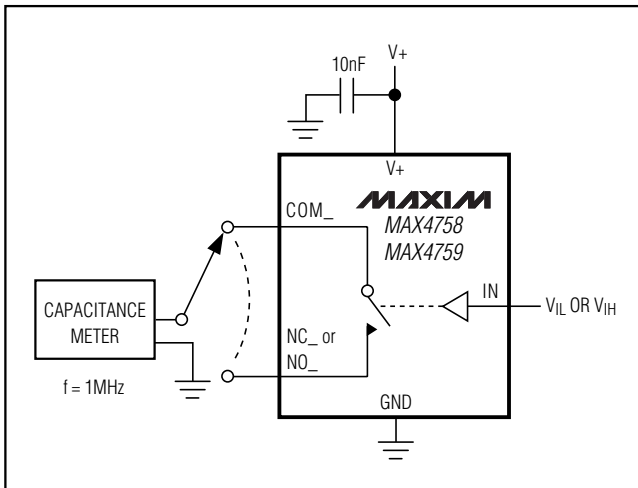 10nF
V+
V+
MAXIM
MAX4758
MAX4759
COM_
IN
VIL OR VIH
CAPACITANCE
METER
NC_ or
NO_
f = 1MHz
GND